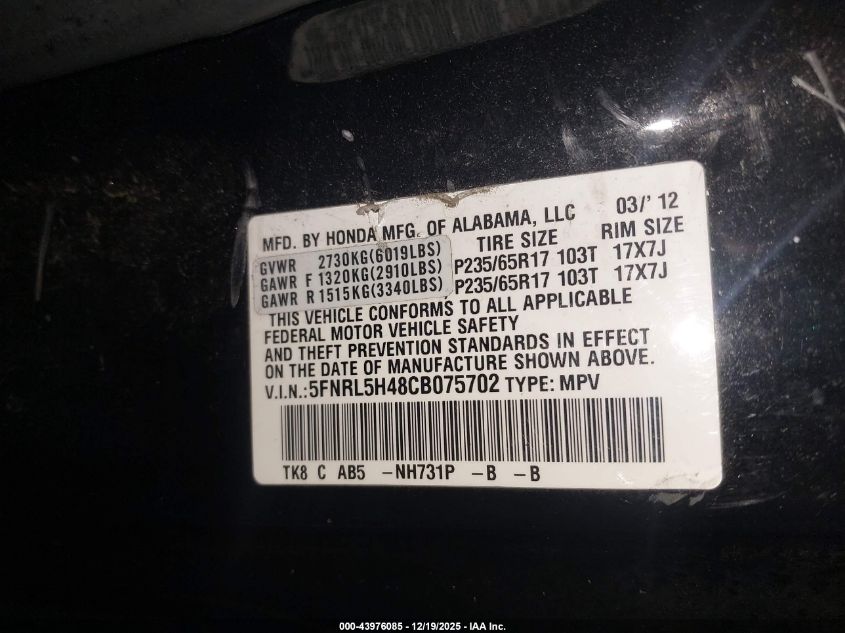 MFD. BY HONDA MFG. OF ALABAMA, LLC 03/' 12
TIRE SIZE RIM SIZE
GVWR 2730KG(6019LBS)
GAWR F 1320KG(2910LBS) P235/65R17 103T 17X7J
GAWR R 1515KG(3340LBS) P235/65R17 103T 17X7J
THIS VEHICLE CONFORMS TO ALL APPLICABLE
FEDERAL MOTOR VEHICLE SAFETY
AND THEFT PREVENTION STANDARDS IN EFFECT
ON THE DATE OF MANUFACTURE SHOWN ABOVE.
V.I.N.:5FNRL5H48CB075702 TYPE: MPV
TK8 C AB5 -NH731P -B -B
000-43976085 - 12/19/2025 - IAA Inc.